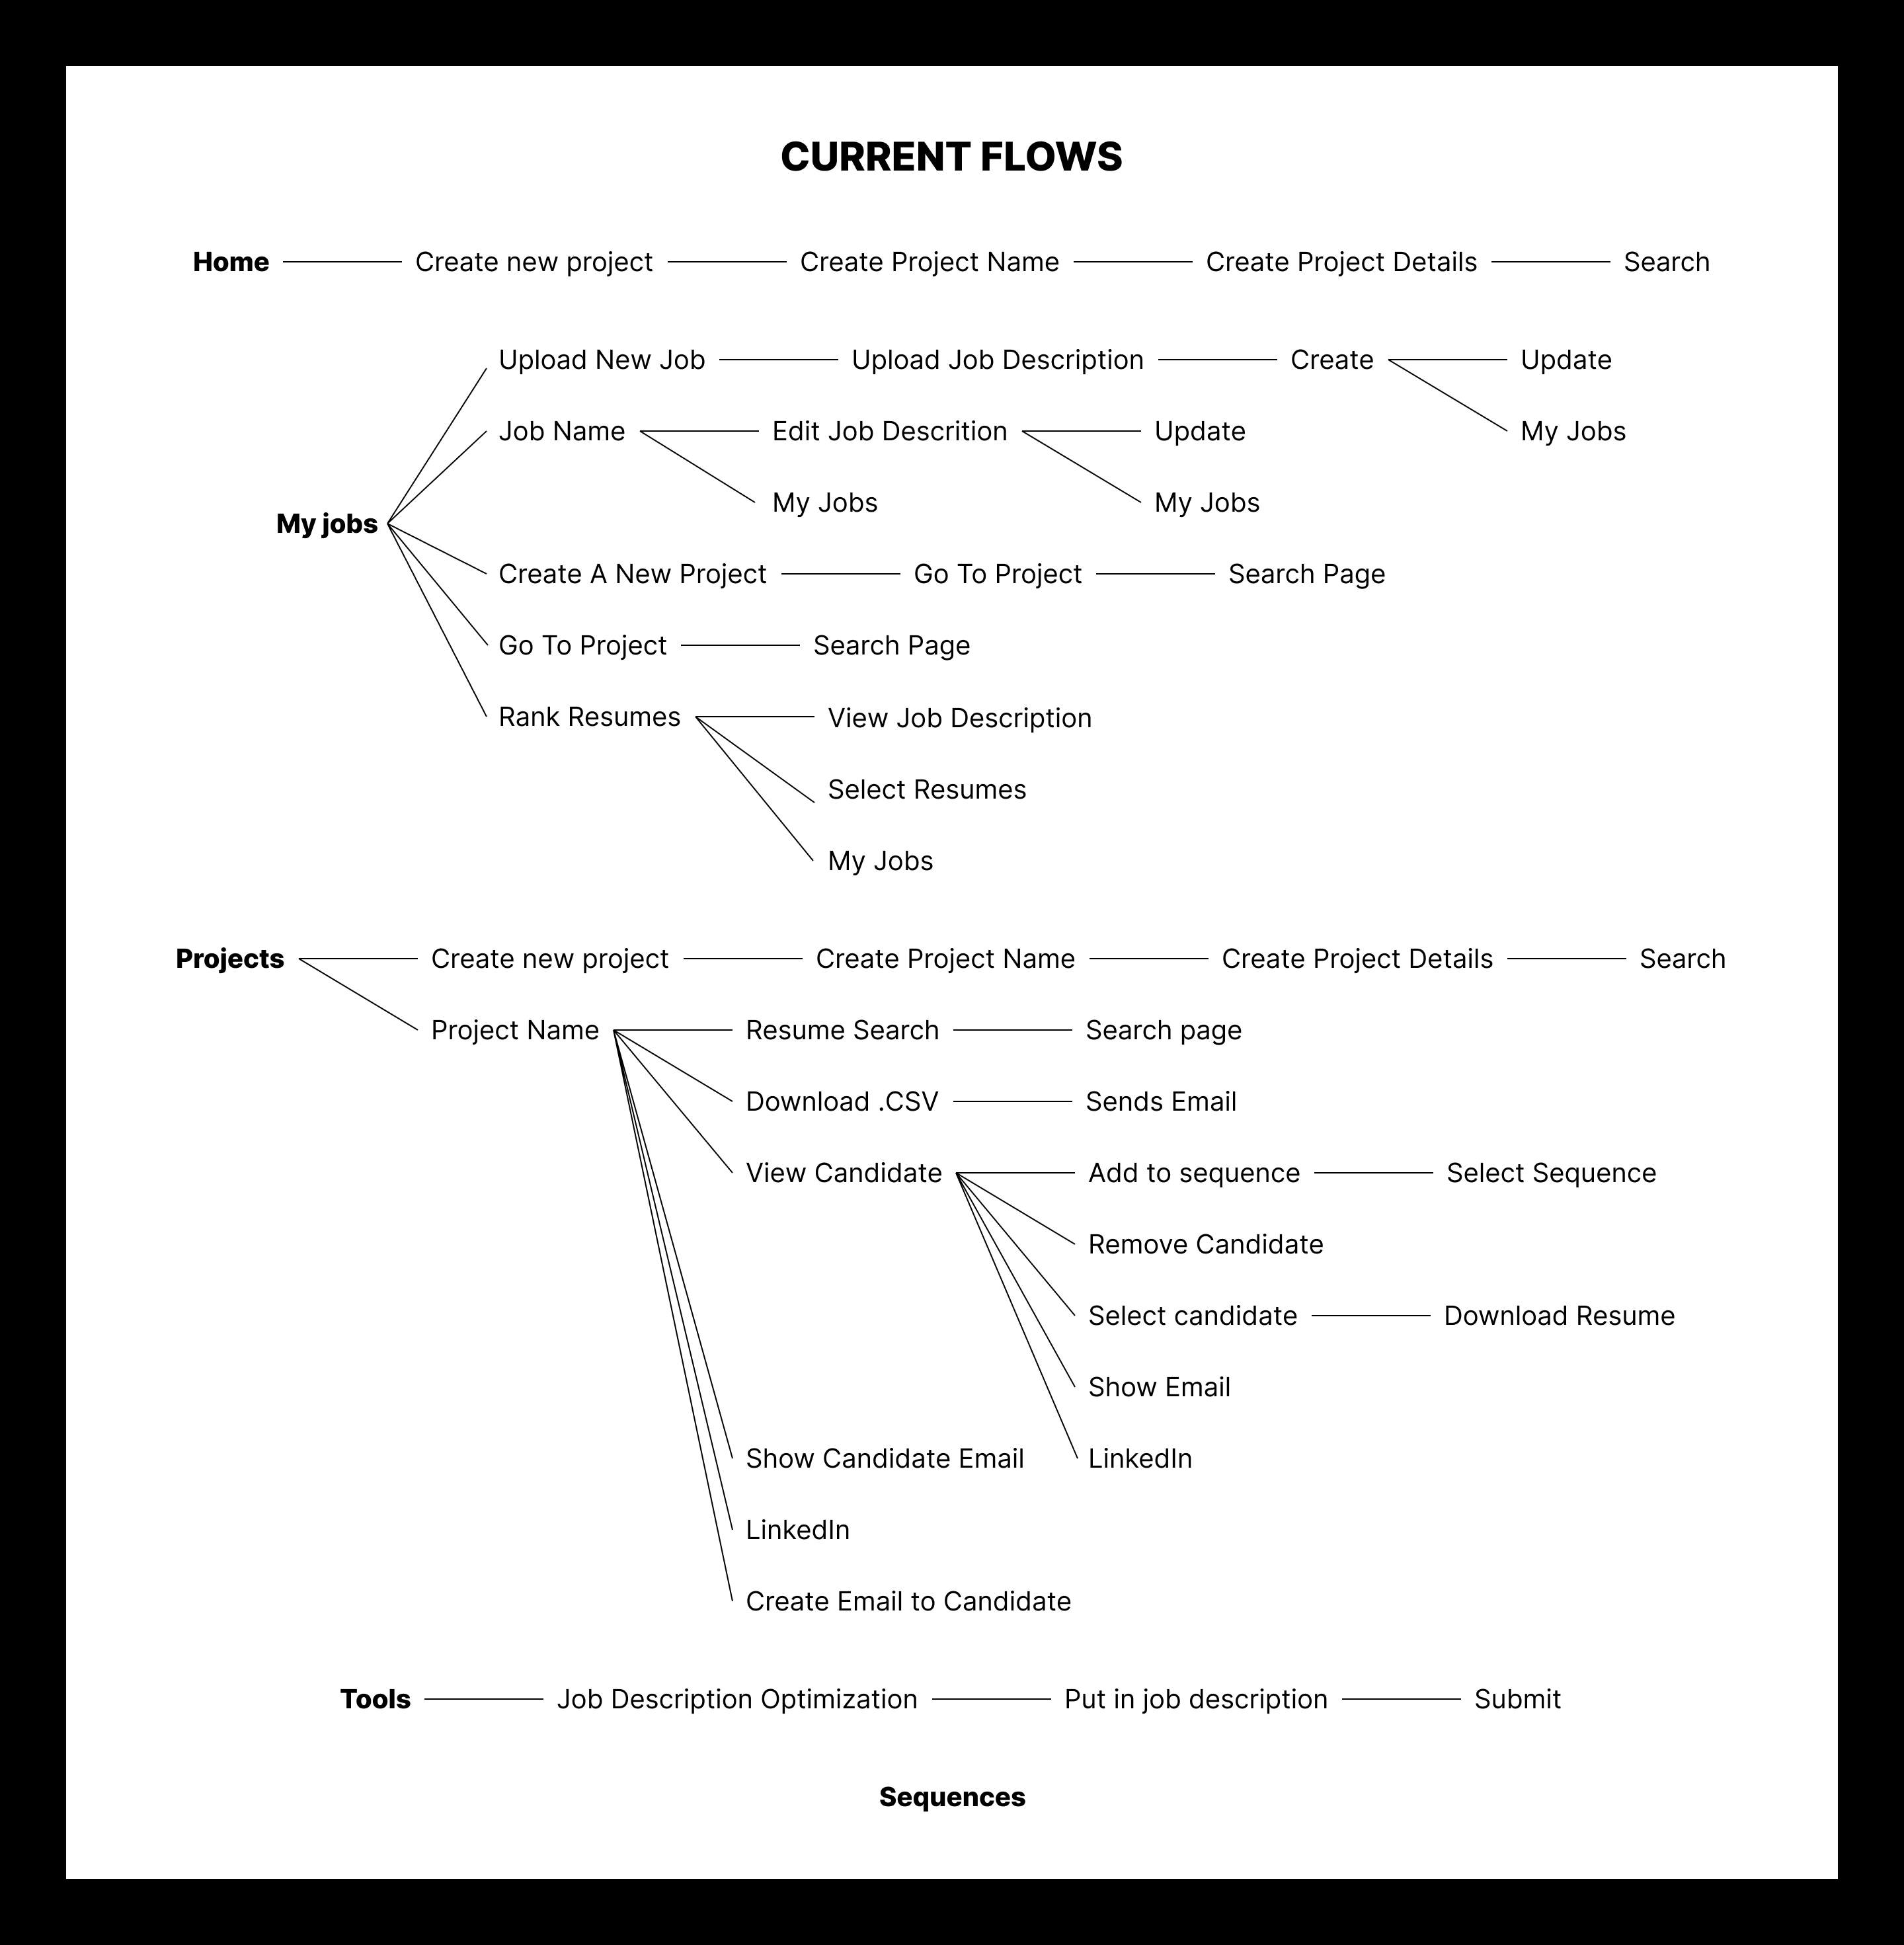 CURRENT FLOWS
Home Create new project Create Project Name Create Project Details Search
Upload New Job Upload Job Description Create Update
Job Name Edit Job Descrition Update My Jobs
My Jobs My Jobs
My jobs
Create A New Project Go To Project Search Page
Go To Project Search Page
Rank Resumes View Job Description
Select Resumes
My Jobs
Projects Create new project Create Project Name Create Project Details Search
Project Name Resume Search Search page
Download .CSV Sends Email
View Candidate Add to sequence Select Sequence
Remove Candidate
Select candidate Download Resume
Show Email
Show Candidate Email LinkedIn
LinkedIn
Create Email to Candidate
Tools Job Description Optimization Put in job description Submit
Sequences